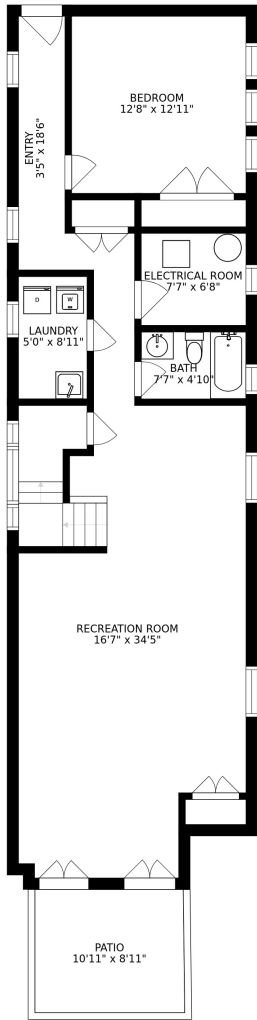 BEDROOM
12'8" x 12'11"
ENTRY
3'5" x 18'6"
ELECTRICAL ROOM
7'7" x 6'8"
D
W
LAUNDRY
5'0" x 8'11"
BATH
7'7" x 4'10"
RECREATION ROOM
16'7" x 34'5"
PATIO
10'11" x 8'11"